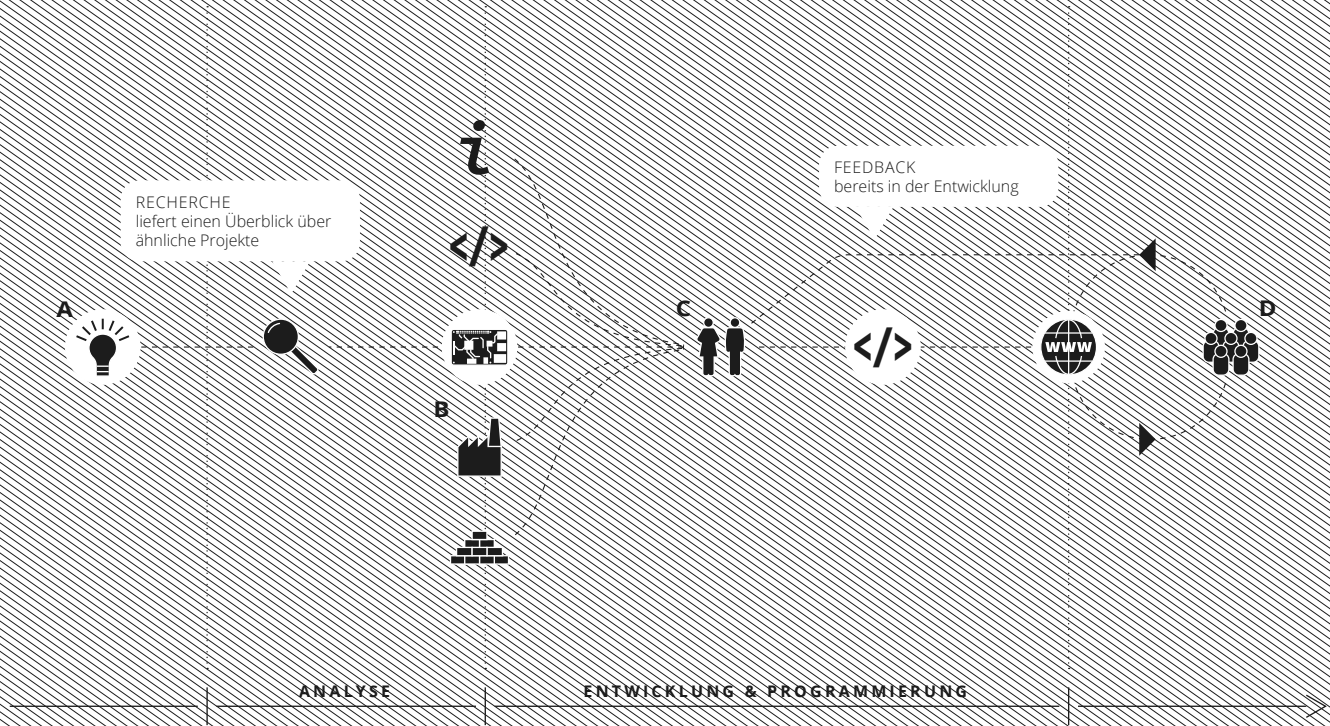 i
</>
FEEDBACK
bereits in der Entwicklung
RECHERCHE
liefert einen Überblick über
ähnliche Projekte
A
B
C
</>
www
D
ANALYSE
ENTWICKLUNG & PROGRAMMIERUNG